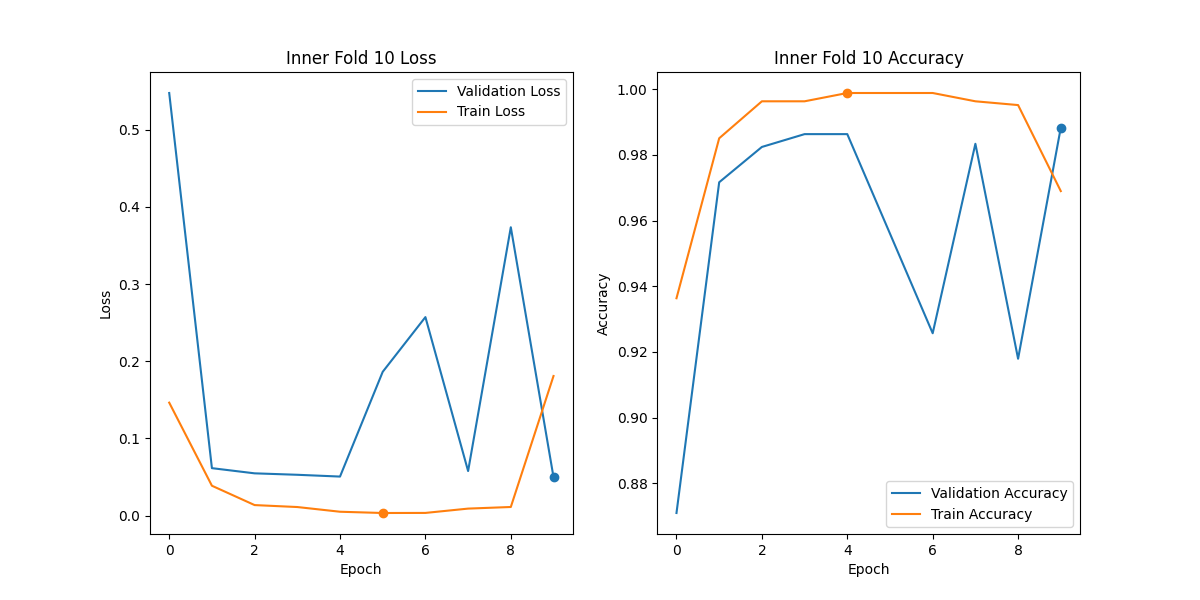 Inner Fold 10 Loss
Validation Loss
Train Loss
0.5
0.4
0.3
0.2
0.1
0.0
Loss
0 2 4 6 8
Epoch
Inner Fold 10 Accuracy
1.00
0.98
0.96
0.94
0.92
0.90
0.88
Accuracy
Validation Accuracy
Train Accuracy
0 2 4 6 8
Epoch